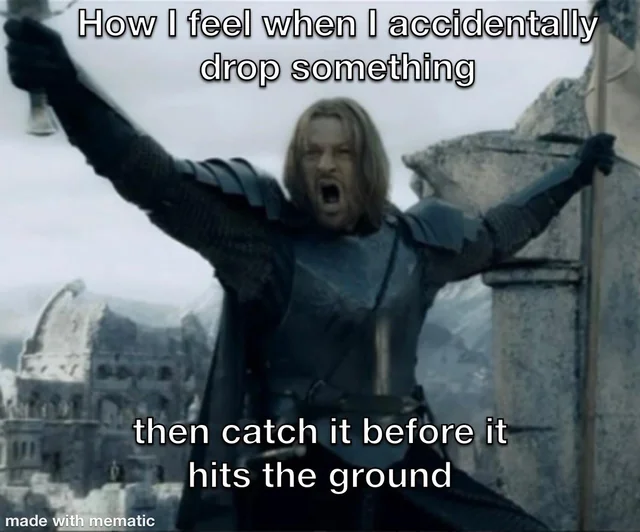 How I feel when I accidentally
drop something
then catch it before it
hits the ground
made with mematic